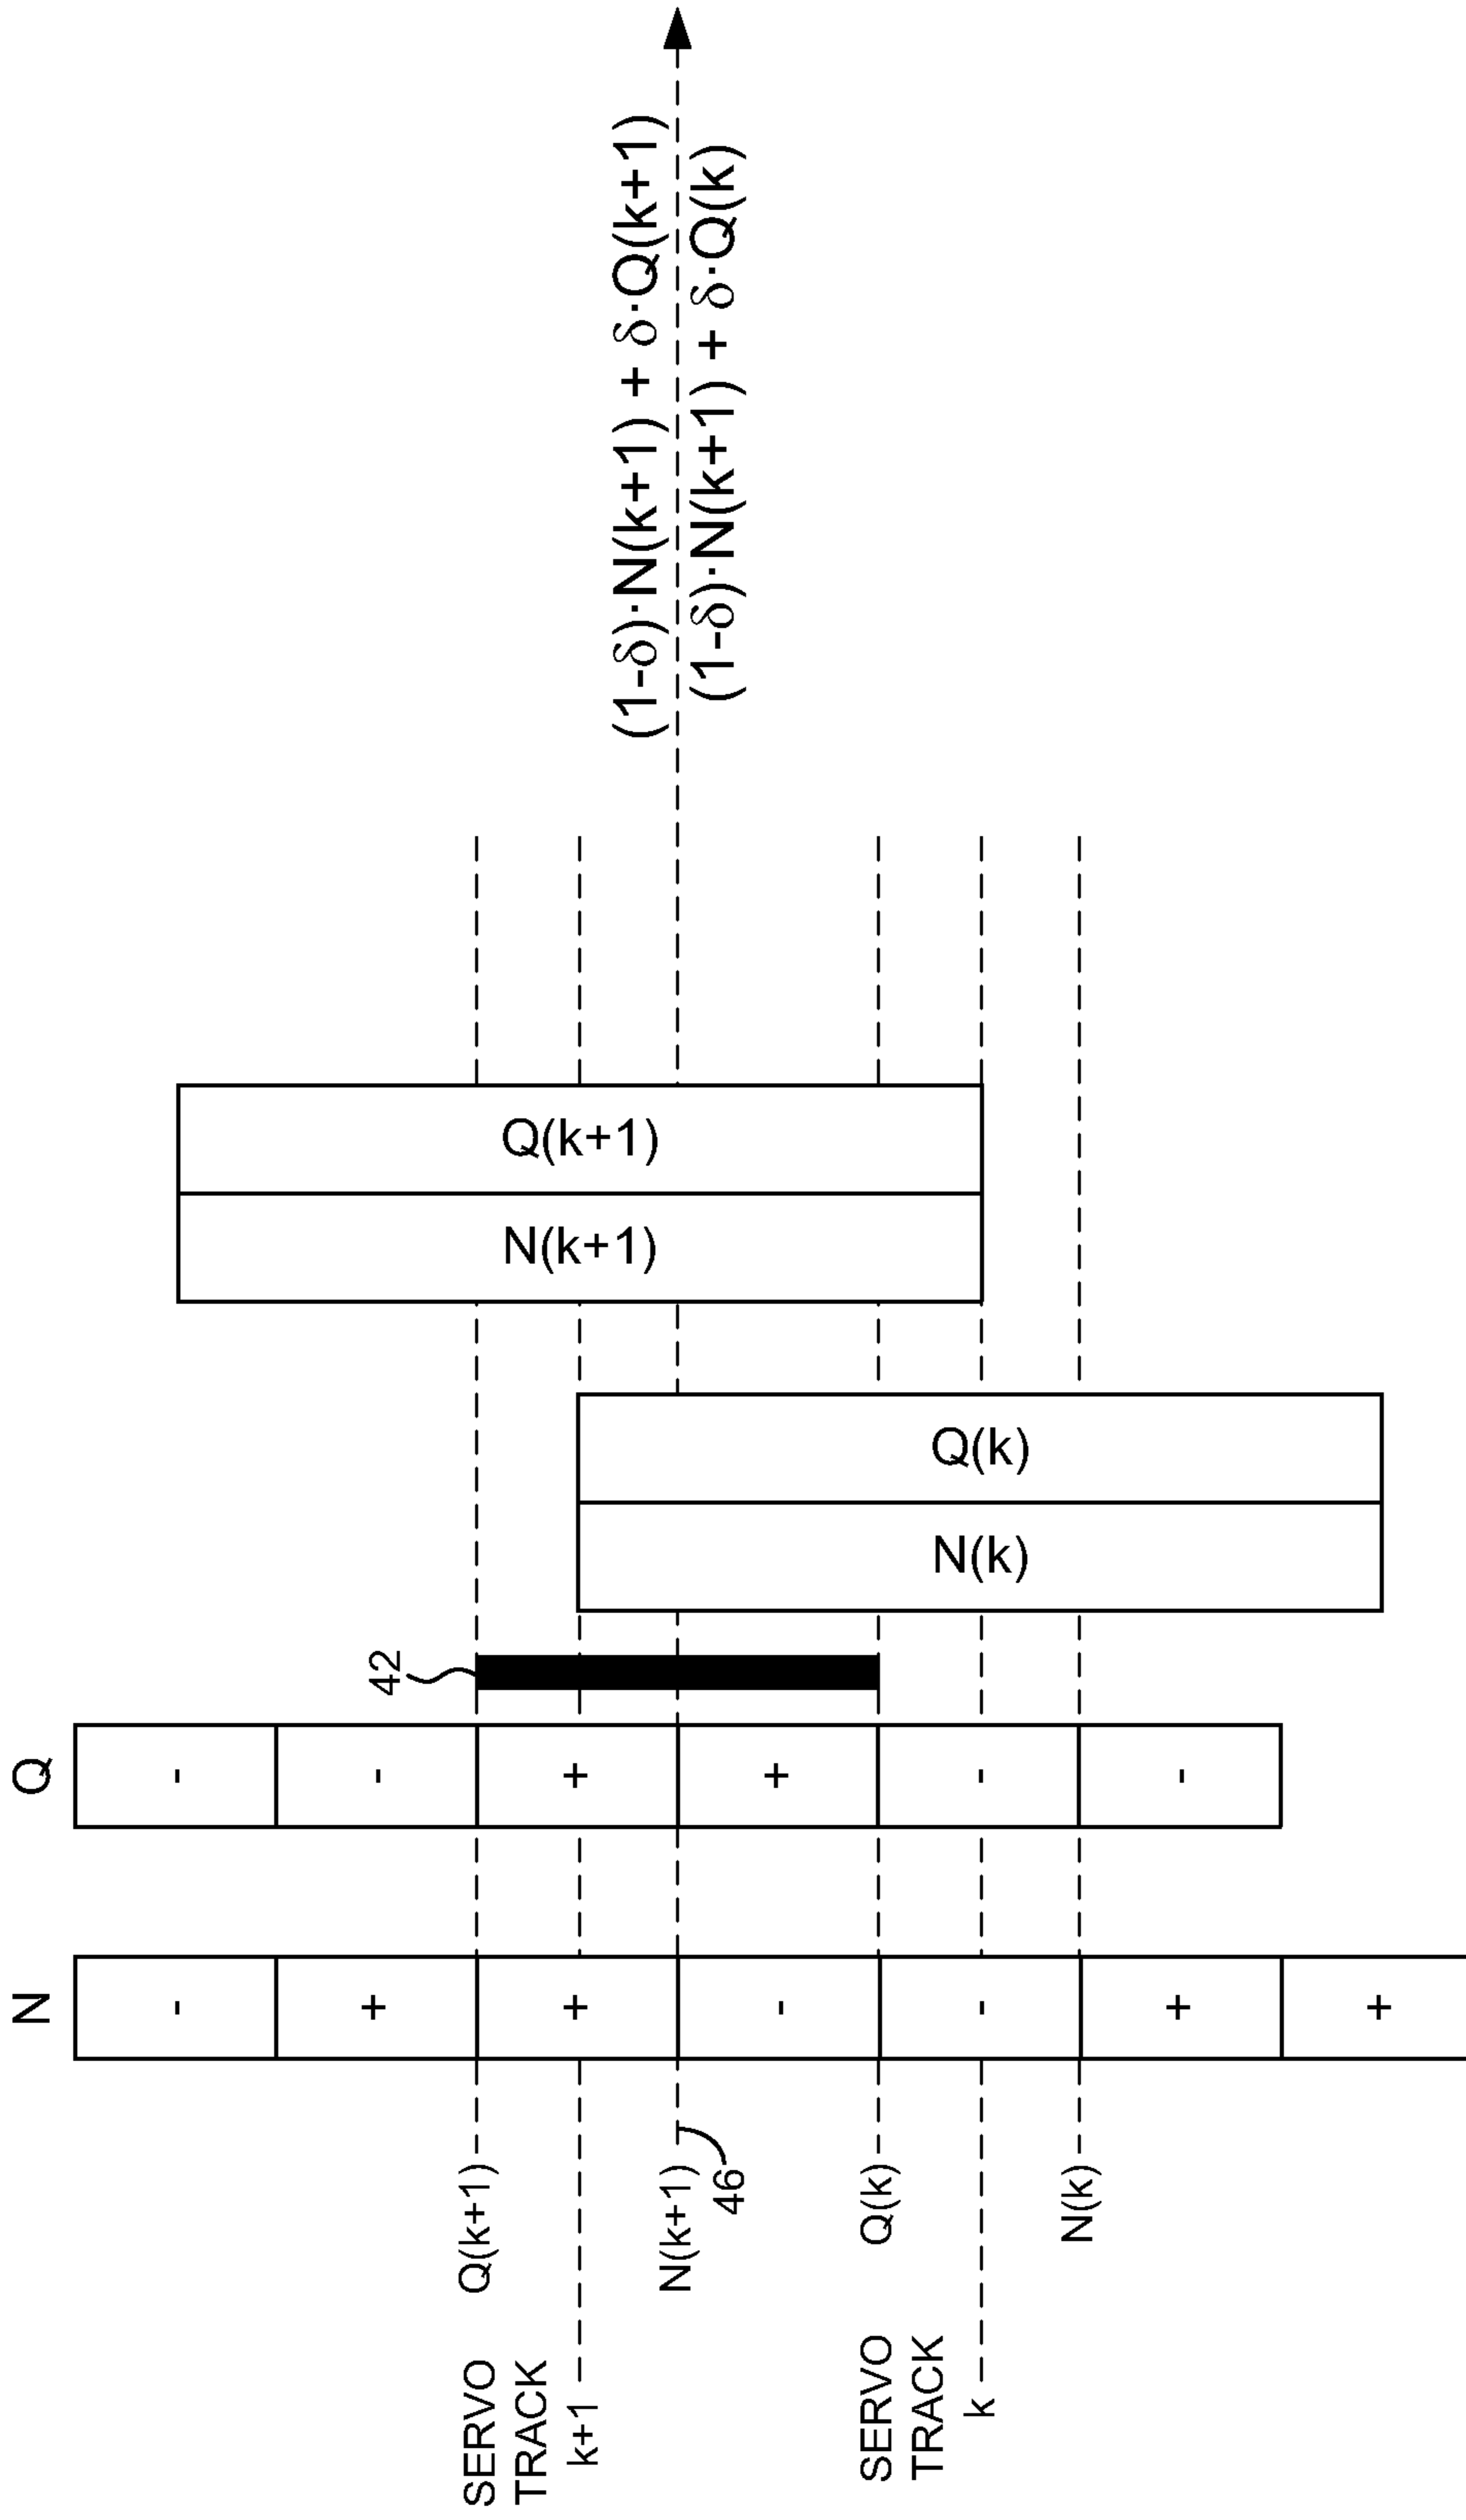 N
Q
-
-
+
-
+
+
-
+
-
-
+
-
+
42
SERVO
TRACK
k+1
Q(k+1)
N(k+1)
46
SERVO
TRACK
k
Q(k)
N(k)
N(k)
Q(k)
N(k+1)
Q(k+1)
(1-δ)·N(k+1) + δ·Q(k+1)
(1-δ)·N(k+1) + δ·Q(k)